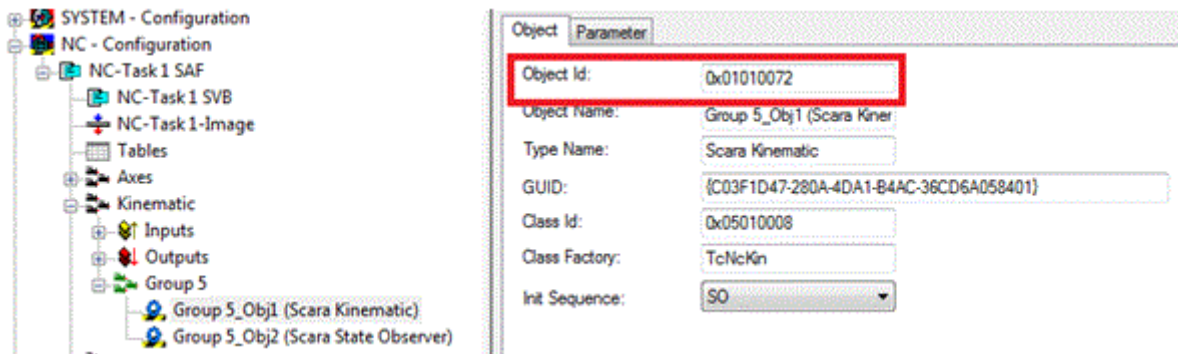 SYSTEM - Configuration
NC - Configuration
NC-Task 1 SAF
NC-Task 1 SVB
NC-Task 1-Image
Tables
Axes
Kinematic
Inputs
Outputs
Group 5
Group 5_Obj1 (Scara Kinematic)
Group 5_Obj2 (Scara State Observer)
Object Parameter
Object Id: 0x01010072
Object Name: Group 5_Obj1 (Scara Kiner
Type Name: Scara Kinematic
GUID: {C03F1D47-280A-4DA1-B4AC-36CD6A058401}
Class Id: 0x05010008
Class Factory: TcNcKin
Init Sequence: SO